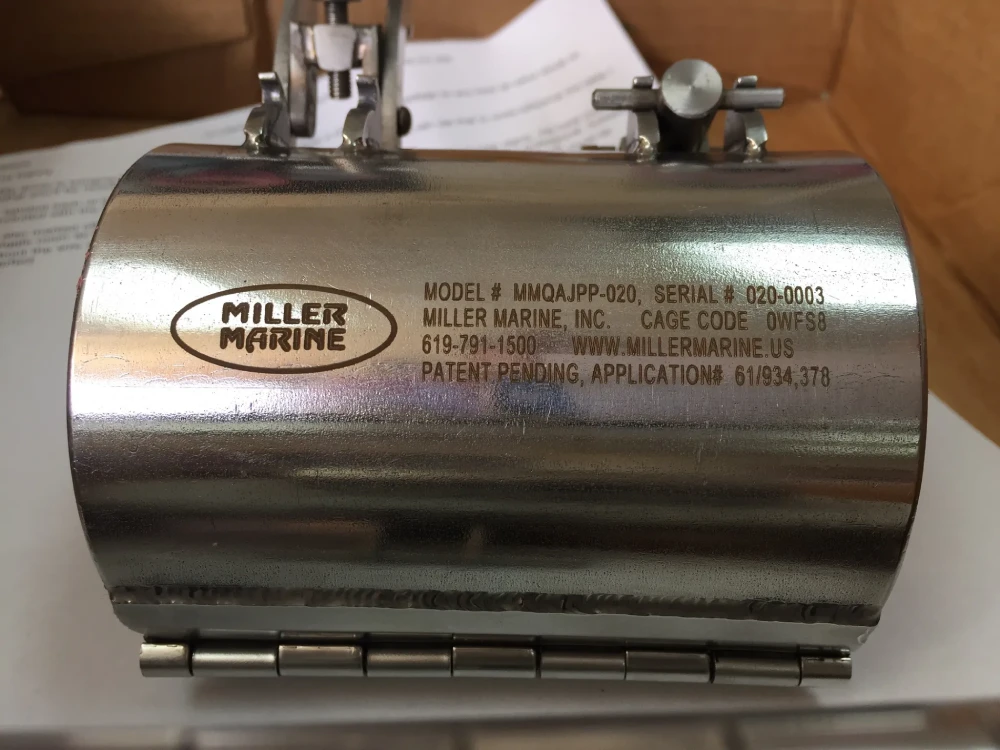 MILLER
MARINE
MODEL # MMQAJPP-020, SERIAL # 020-0003
MILLER MARINE, INC. CAGE CODE 0WFS8
619-791-1500 WWW.MILLERMARINE.US
PATENT PENDING, APPLICATION# 61/934,378